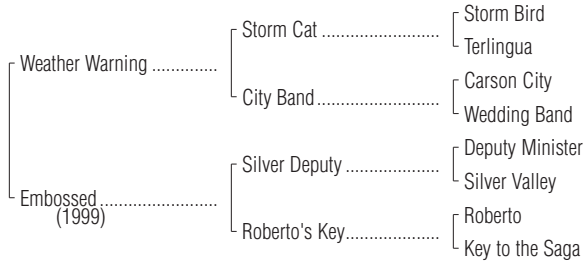 Storm Bird
Storm Cat ..........................
Terlingua
Weather Warning ..............
Carson City
City Band...........................
Wedding Band
Deputy Minister
Silver Deputy .....................
Silver Valley
Embossed.........................
(1999)
Roberto
Roberto's Key.....................
Key to the Saga